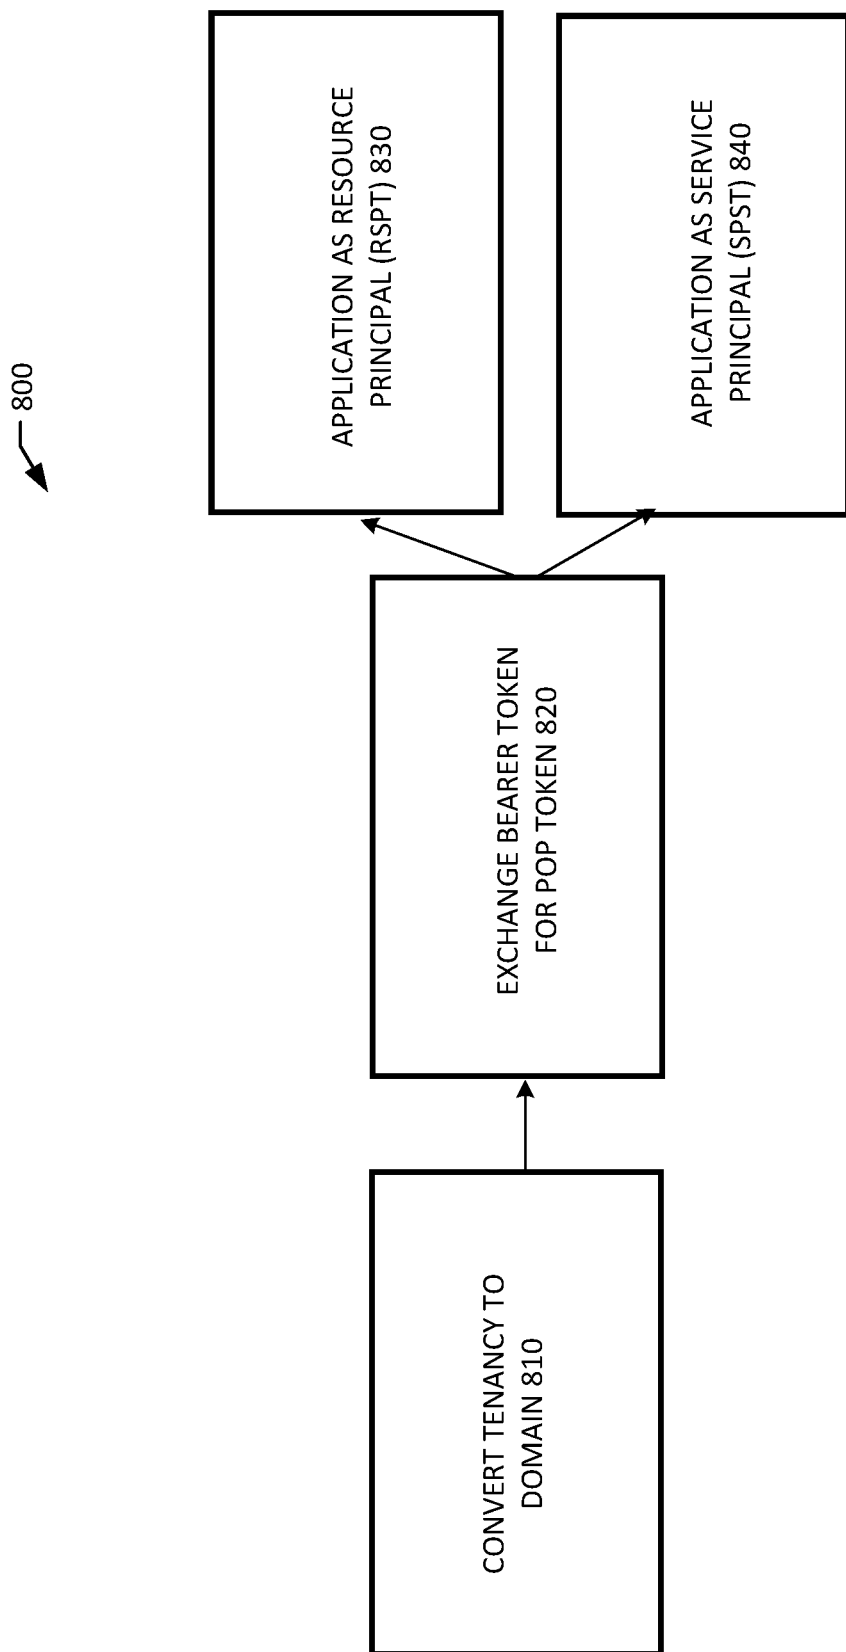 800
CONVERT TENANCY TO
DOMAIN 810
EXCHANGE BEARER TOKEN
FOR POP TOKEN 820
APPLICATION AS RESOURCE
PRINCIPAL (RSPT) 830
APPLICATION AS SERVICE
PRINCIPAL (SPST) 840